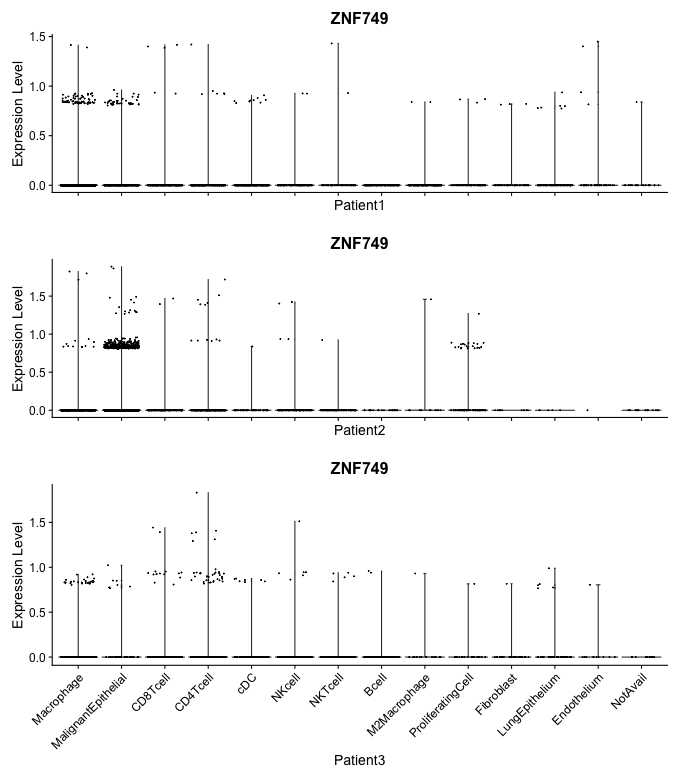 ZNF749
Expression Level
1.5
1.0
0.5
0.0
Patient1
ZNF749
Expression Level
1.5
1.0
0.5
0.0
Patient2
ZNF749
Expression Level
1.5
1.0
0.5
0.0
Macrophage
MalignantEpithelial
CD8Tcell
CD4Tcell
cDC
NKcell
NKTcell
Bcell
M2Macrophage
ProliferatingCell
Fibroblast
LungEpithelium
Endothelium
NotAvail
Patient3